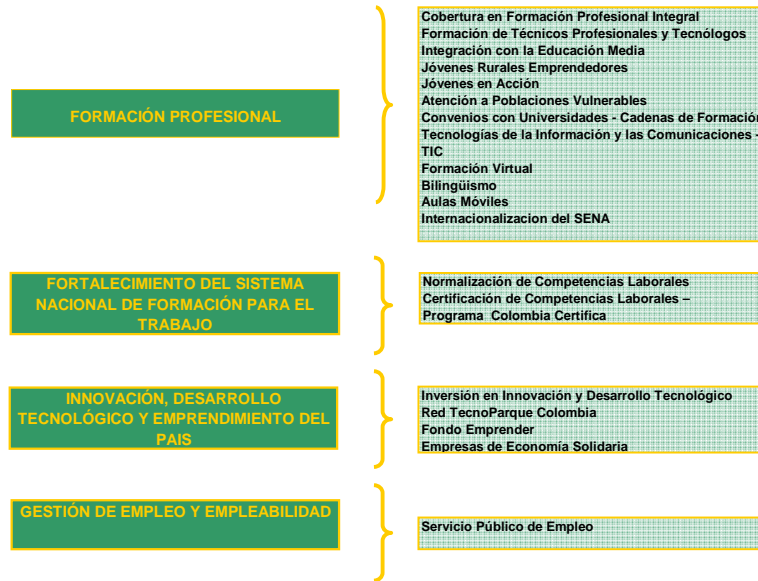 FORMACIÓN PROFESIONAL
Cobertura en Formación Profesional Integral
Formación de Técnicos Profesionales y Tecnólogos
Integración con la Educación Media
Jóvenes Rurales Emprendedores
Jóvenes en Acción
Atención a Poblaciones Vulnerables
Convenios con Universidades - Cadenas de Formación
Tecnologías de la Información y las Comunicaciones -
TIC
Formación Virtual
Bilingüismo
Aulas Móviles
Internacionalizacion del SENA
FORTALECIMIENTO DEL SISTEMA
NACIONAL DE FORMACIÓN PARA EL
TRABAJO
Normalización de Competencias Laborales
Certificación de Competencias Laborales –
Programa Colombia Certifica
INNOVACIÓN, DESARROLLO
TECNOLÓGICO Y EMPRENDIMIENTO DEL
PAIS
Inversión en Innovación y Desarrollo Tecnológico
Red TecnoParque Colombia
Fondo Emprender
Empresas de Economía Solidaria
GESTIÓN DE EMPLEO Y EMPLEABILIDAD
Servicio Público de Empleo